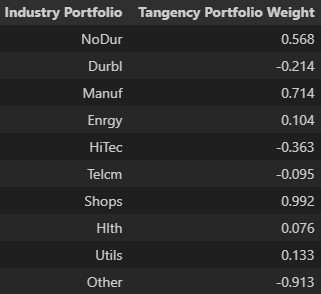 Industry Portfolio Tangency Portfolio Weight
NoDur 0.568
Durbl -0.214
Manuf 0.714
Enrgy 0.104
HiTec -0.363
Telcm -0.095
Shops 0.992
Hlth 0.076
Utils 0.133
Other -0.913